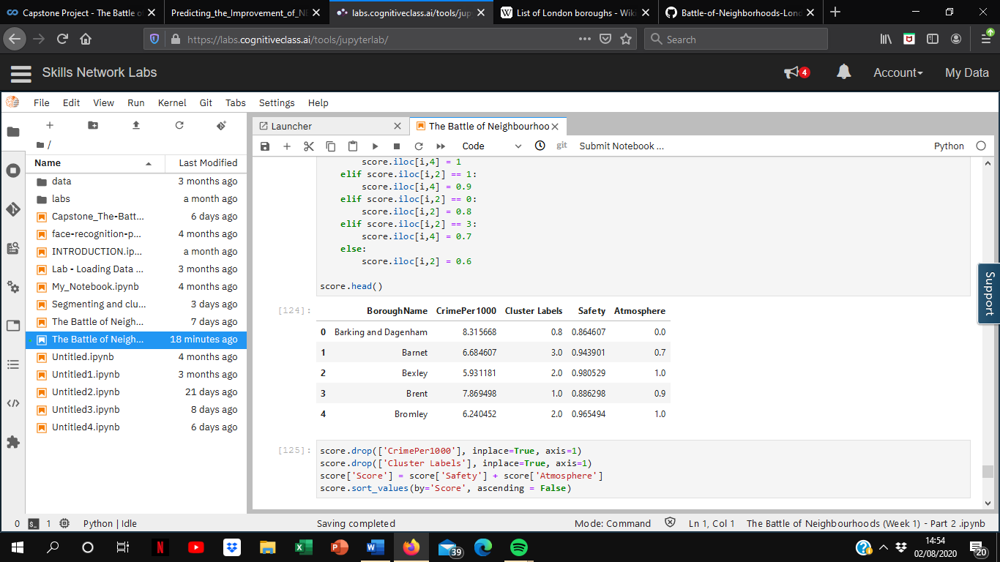 Capstone Project - The Battle of
Predicting_the_Improvement_of_NB
labs.cognitiveclass.ai/tools/jup
List of London boroughs - Wiki
Battle-of-Neighborhoods-Lond
https://labs.cognitiveclass.ai/tools/jupyterlab/
Search
Skills Network Labs
4
Account
My Data
File Edit View Run Kernel Git Tabs Settings Help
Launcher
The Battle of Neighbourhoo
/
Code
git
Submit Notebook ...
Python
Name
Last Modified
data 3 months ago
labs a month ago
Capstone_The-Batt... 6 days ago
face-recognition-p... 4 months ago
INTRODUCTION.ip... a month ago
Lab - Loading Data ... 3 months ago
My_Notebook.ipynb 4 months ago
Segmenting and clu... 3 days ago
The Battle of Neigh... 7 days ago
The Battle of Neigh... 18 minutes ago
Untitled.ipynb 4 months ago
Untitled1.ipynb 3 months ago
Untitled2.ipynb 21 days ago
Untitled3.ipynb 8 days ago
Untitled4.ipynb 6 days ago
score.iloc[i,4] = 1
elif score.iloc[i,2] == 1:
score.iloc[i,4] = 0.9
elif score.iloc[i,2] == 0:
score.iloc[i,2] = 0.8
elif score.iloc[i,2] == 3:
score.iloc[i,4] = 0.7
else:
score.iloc[i,2] = 0.6
score.head()
[124]:
BoroughName CrimePer1000 Cluster Labels Safety Atmosphere
0 Barking and Dagenham 8.315668 0.8 0.864607 0.0
1 Barnet 6.684607 3.0 0.943901 0.7
2 Bexley 5.931181 2.0 0.980529 1.0
3 Brent 7.869498 1.0 0.886298 0.9
4 Bromley 6.240452 2.0 0.965494 1.0
[125]:
score.drop(['CrimePer1000'], inplace=True, axis=1)
score.drop(['Cluster Labels'], inplace=True, axis=1)
score['Score'] = score['Safety'] + score['Atmosphere']
score.sort_values(by='Score', ascending = False)
Support
0
1
Python | Idle
Saving completed
Mode: Command
Ln 1, Col 1
The Battle of Neighbourhoods (Week 1) - Part 2 .ipynb
39
14:54
02/08/2020
20